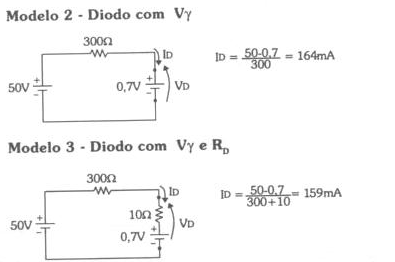 Modelo 2 - Diodo com Vγ
300Ω
ID
50V
+
-
0,7V
+
-
VD
ID = 50-0,7 / 300 = 164mA
Modelo 3 - Diodo com Vγ e R_D
300Ω
ID
10Ω
50V
+
-
0,7V
+
-
VD
ID = 50-0,7 / 300+10 = 159mA